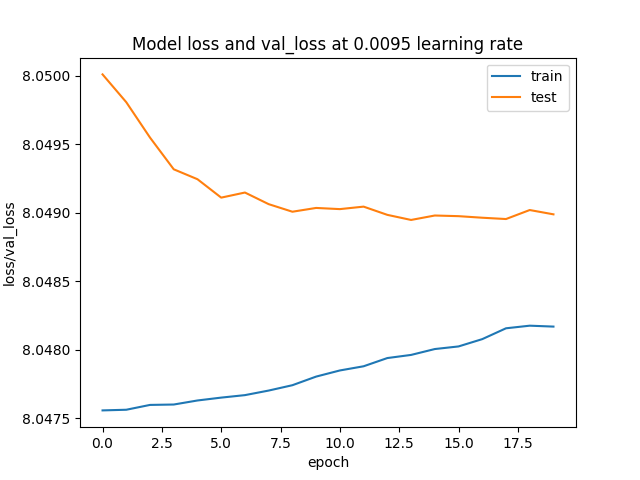 Model loss and val_loss at 0.0095 learning rate
train
test
8.0500
8.0495
8.0490
8.0485
8.0480
8.0475
loss/val_loss
0.0 2.5 5.0 7.5 10.0 12.5 15.0 17.5
epoch